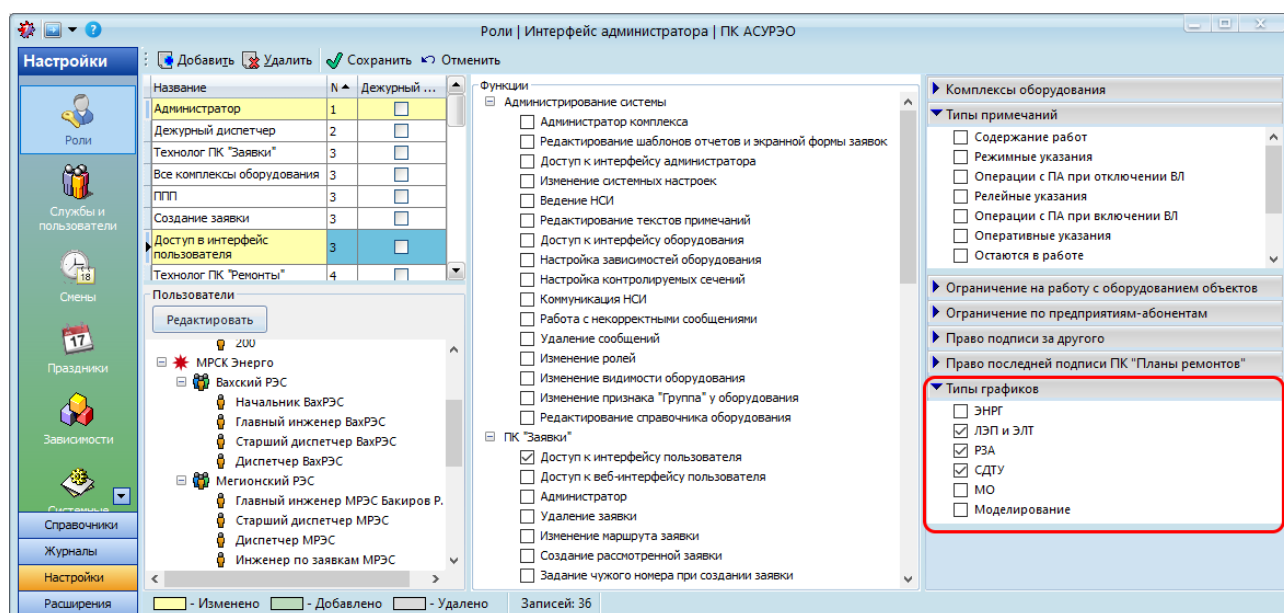 Роли | Интерфейс администратора | ПК АСУРЭО
Настройки
Добавить Удалить Сохранить Отменить
Роли
Службы и
пользователи
18
Смены
17
Праздники
Зависимости
Справочники
Журналы
Настройки
Расширения
Название N Дежурный ...
Администратор 1
Дежурный диспетчер 2
Технолог ПК "Заявки" 3
Все комплексы оборудования 3
ППП 3
Создание заявки 3
Доступ в интерфейс
пользователя 3
Технолог ПК "Ремонты" 4
Пользователи
Редактировать
200
МРСК Энерго
Вахский РЭС
Начальник ВахРЭС
Главный инженер ВахРЭС
Старший диспетчер ВахРЭС
Диспетчер ВахРЭС
Мегионский РЭС
Главный инженер МРЭС Бакиров Р.
Старший диспетчер МРЭС
Диспетчер МРЭС
Инженер по заявкам МРЭС
Функции
Администрирование системы
Администратор комплекса
Редактирование шаблонов отчетов и экранной формы заявок
Доступ к интерфейсу администратора
Изменение системных настроек
Ведение НСИ
Редактирование текстов примечаний
Доступ к интерфейсу оборудования
Настройка зависимостей оборудования
Настройка контролируемых сечений
Коммуникация НСИ
Работа с некорректными сообщениями
Удаление сообщений
Изменение ролей
Изменение видимости оборудования
Изменение признака "Группа" у оборудования
Редактирование справочника оборудования
ПК "Заявки"
Доступ к интерфейсу пользователя
Доступ к веб-интерфейсу пользователя
Администратор
Удаление заявки
Изменение маршрута заявки
Создание рассмотренной заявки
Задание чужого номера при создании заявки
Комплексы оборудования
Типы примечаний
Содержание работ
Режимные указания
Операции с ПА при отключении ВЛ
Релейные указания
Операции с ПА при включении ВЛ
Оперативные указания
Остаются в работе
Ограничение на работу с оборудованием объектов
Ограничение по предприятиям-абонентам
Право подписи за другого
Право последней подписи ПК "Планы ремонтов"
Типы графиков
ЭНРГ
ЛЭП и ЭЛТ
РЗА
СДТУ
МО
Моделирование
- Изменено - Добавлено - Удалено Записей: 36